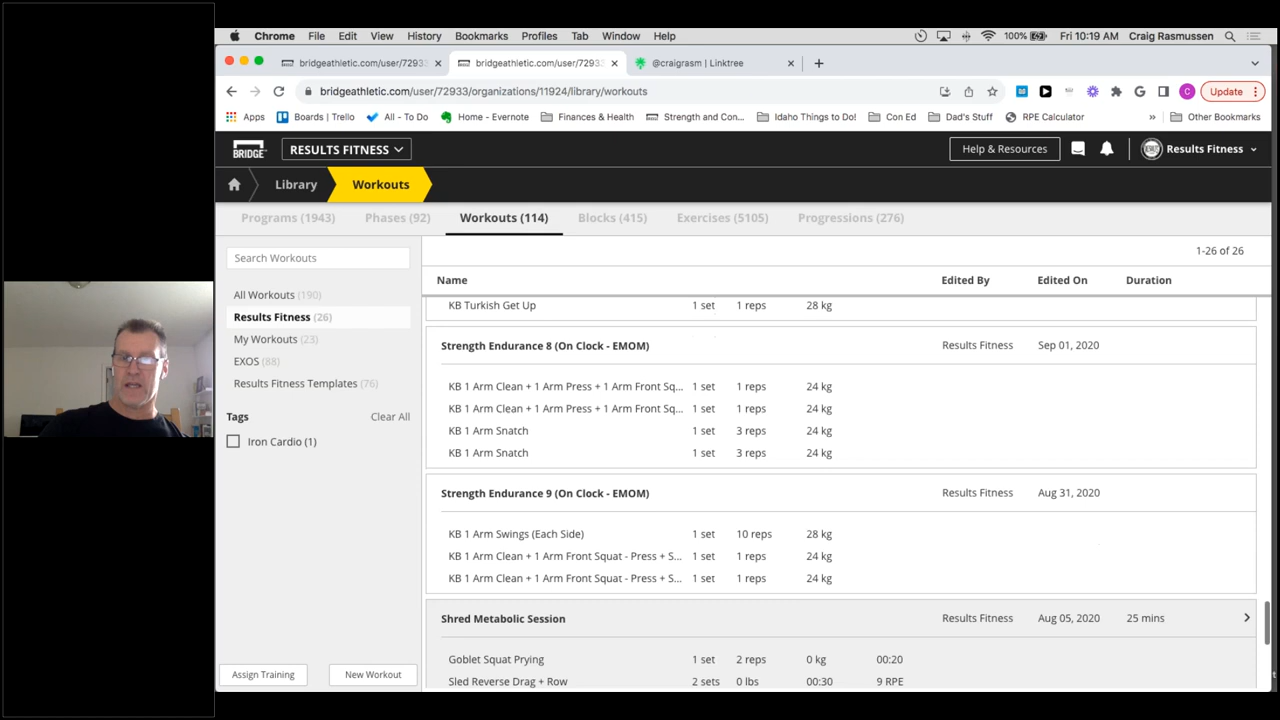 Chrome File Edit View History Bookmarks Profiles Tab Window Help 100% Fri 10:19 AM Craig Rasmussen
bridgeathletic.com/user/72933 bridgeathletic.com/user/72933 @craigrasm | Linktree
bridgeathletic.com/user/72933/organizations/11924/library/workouts Update
Apps Boards | Trello All - To Do Home - Evernote Finances & Health Strength and Con... Idaho Things to Do! Con Ed Dad's Stuff RPE Calculator » Other Bookmarks
BRIDGE RESULTS FITNESS Help & Resources Results Fitness
Library Workouts
Programs (1943) Phases (92) Workouts (114) Blocks (415) Exercises (5105) Progressions (276)
Search Workouts
All Workouts (190)
Results Fitness (26)
My Workouts (23)
EXOS (88)
Results Fitness Templates (76)
Tags Clear All
Iron Cardio (1)
Assign Training New Workout
1-26 of 26
Name Edited By Edited On Duration
KB Turkish Get Up 1 set 1 reps 28 kg
Strength Endurance 8 (On Clock - EMOM) Results Fitness Sep 01, 2020
KB 1 Arm Clean + 1 Arm Press + 1 Arm Front Sq... 1 set 1 reps 24 kg
KB 1 Arm Clean + 1 Arm Press + 1 Arm Front Sq... 1 set 1 reps 24 kg
KB 1 Arm Snatch 1 set 3 reps 24 kg
KB 1 Arm Snatch 1 set 3 reps 24 kg
Strength Endurance 9 (On Clock - EMOM) Results Fitness Aug 31, 2020
KB 1 Arm Swings (Each Side) 1 set 10 reps 28 kg
KB 1 Arm Clean + 1 Arm Front Squat - Press + S... 1 set 1 reps 24 kg
KB 1 Arm Clean + 1 Arm Front Squat - Press + S... 1 set 1 reps 24 kg
Shred Metabolic Session Results Fitness Aug 05, 2020 25 mins
Goblet Squat Prying 1 set 2 reps 0 kg 00:20
Sled Reverse Drag + Row 2 sets 0 lbs 00:30 9 RPE